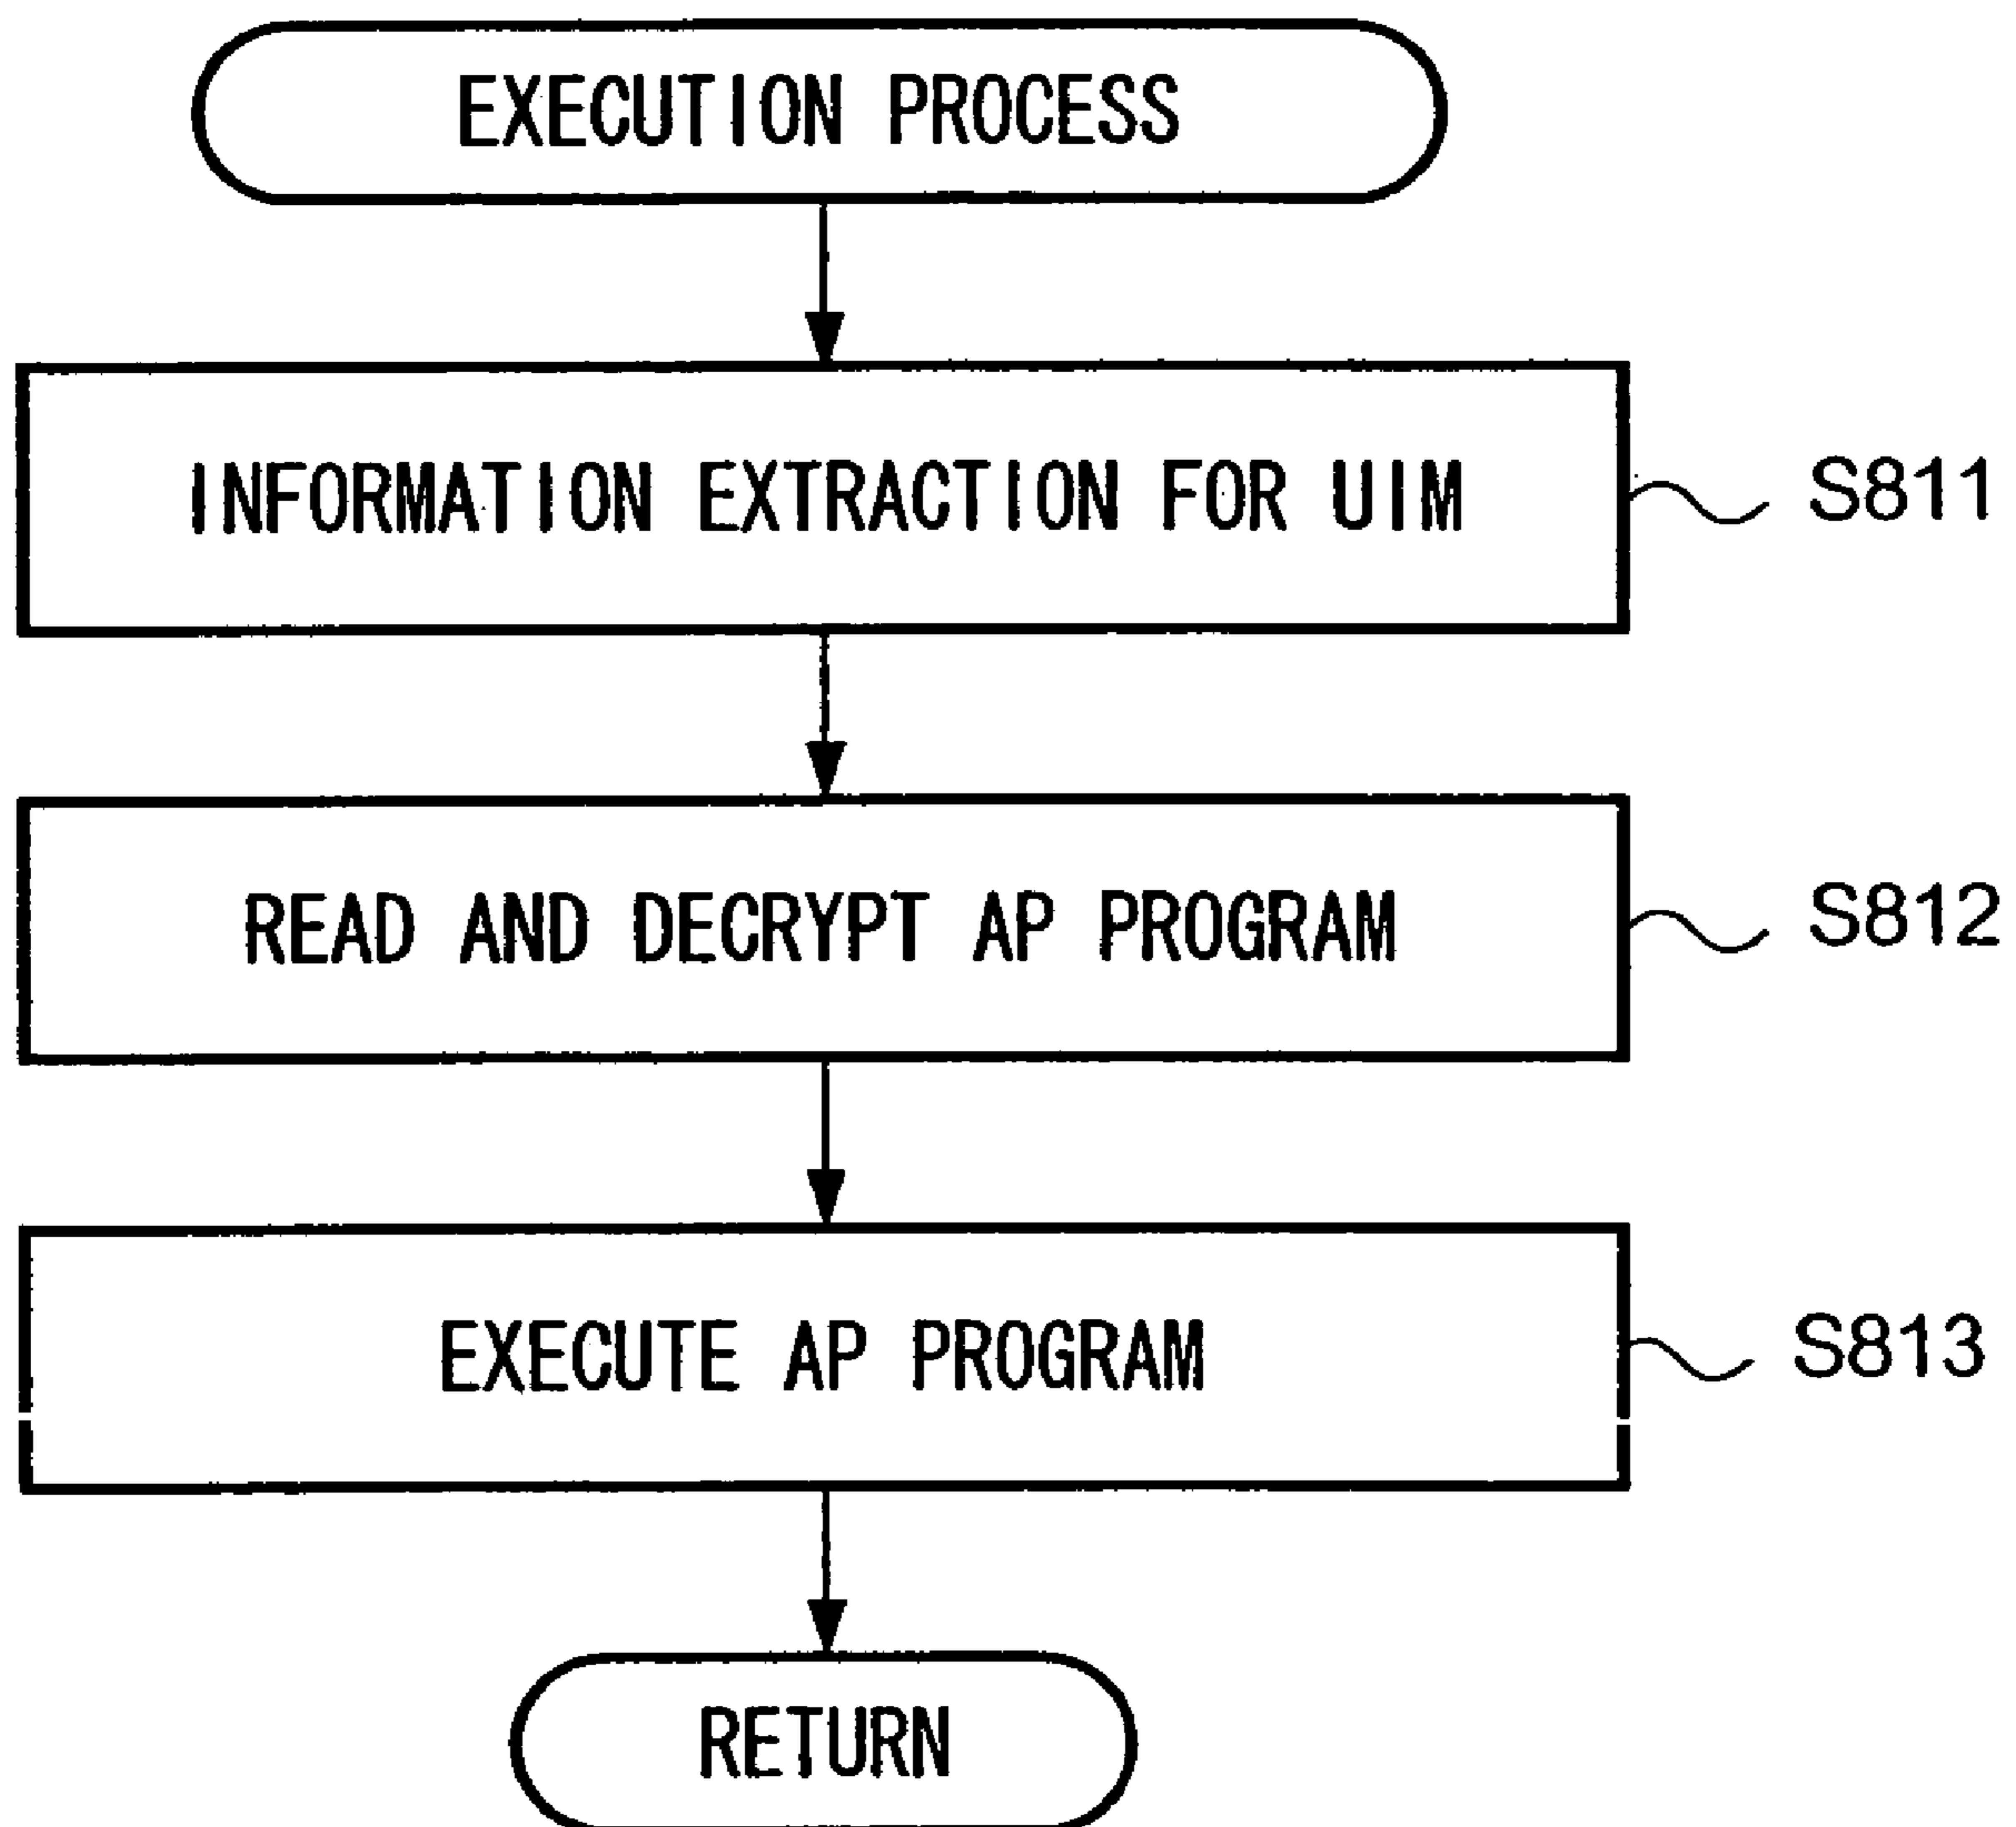 EXECUTION PROCESS
INFORMATION EXTRACTION FOR UIM
S811
READ AND DECRYPT AP PROGRAM
S812
EXECUTE AP PROGRAM
S813
RETURN